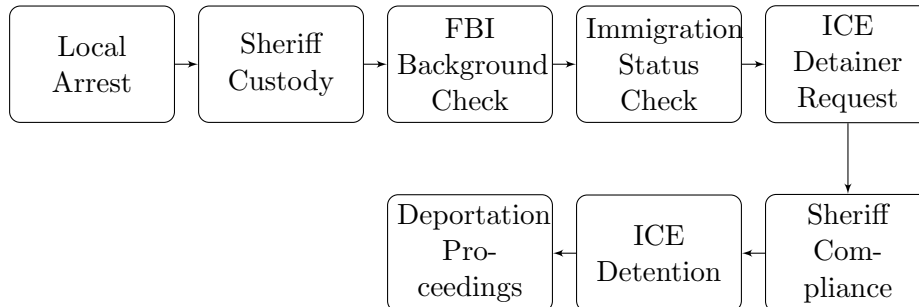 Local
Arrest
Sheriff
Custody
FBI
Background
Check
Immigration
Status
Check
ICE
Detainer
Request
Deportation
Pro-
ceedings
ICE
Detention
Sheriff
Com-
pliance